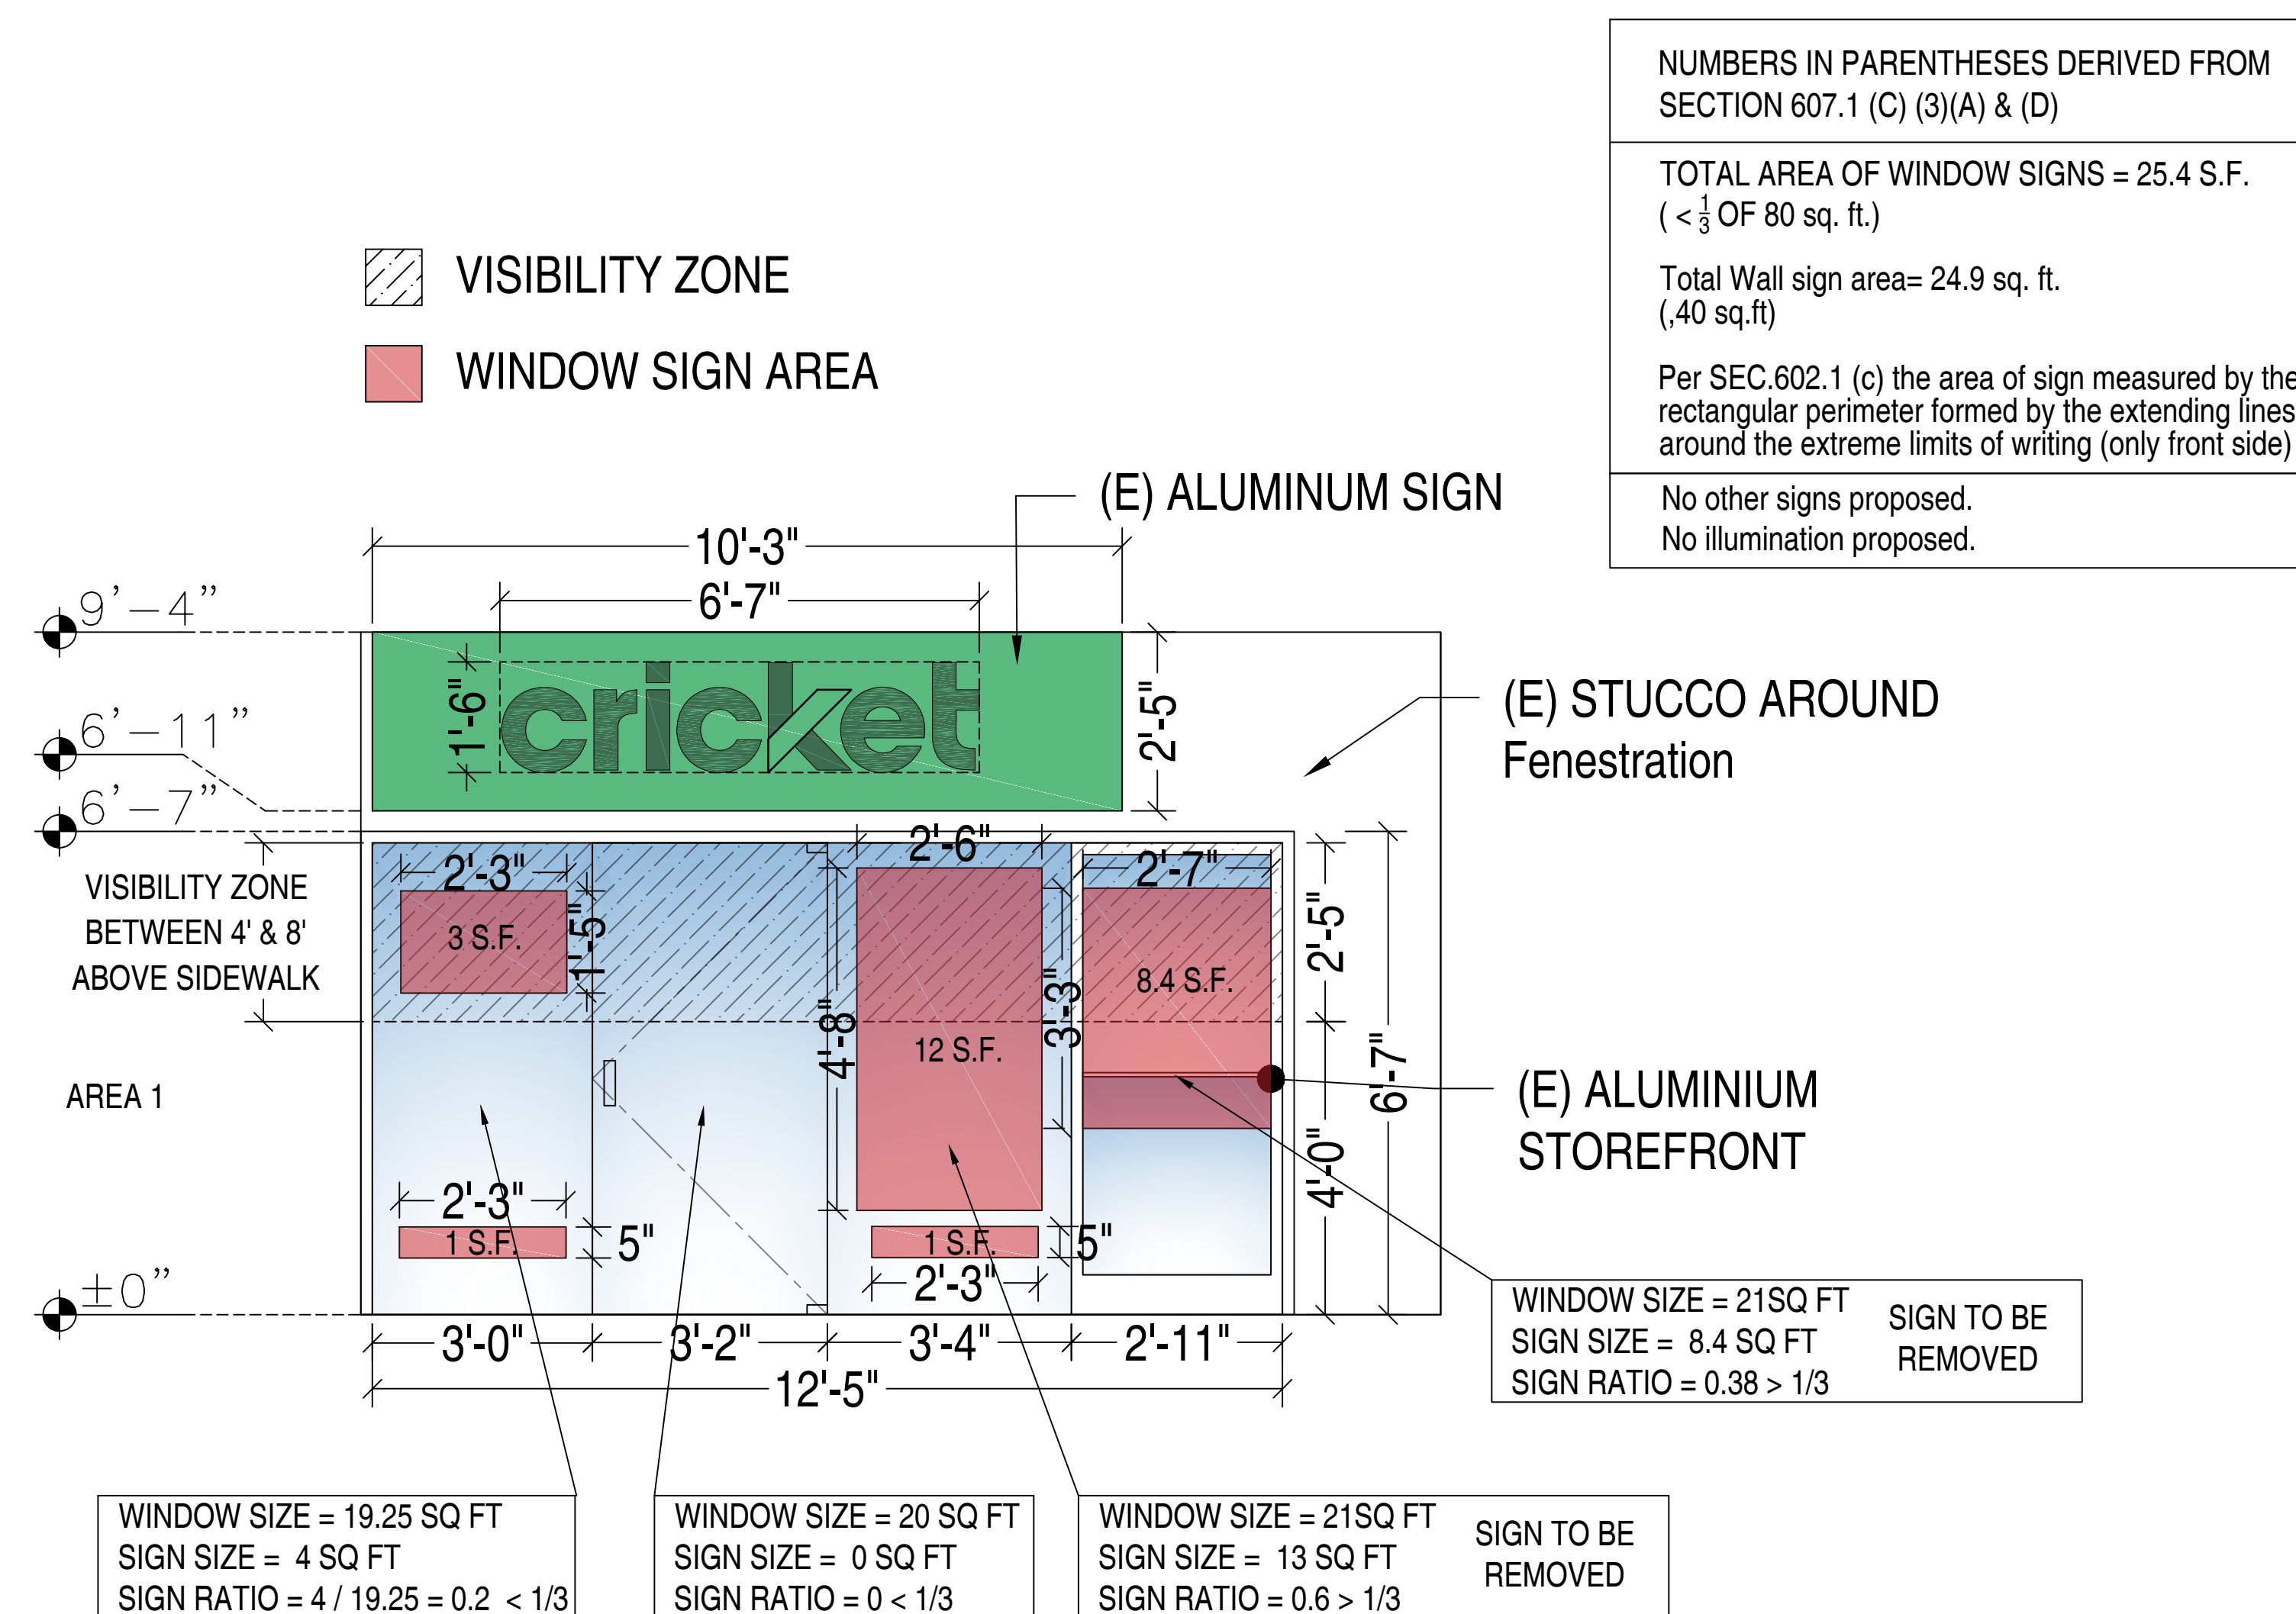 NUMBERS IN PARENTHESES DERIVED FROM
SECTION 607.1 (C) (3)(A) & (D)
TOTAL AREA OF WINDOW SIGNS = 25.4 S.F.
( < 1/3 OF 80 sq. ft.)
Total Wall sign area= 24.9 sq. ft.
(,40 sq.ft)
Per SEC.602.1 (c) the area of sign measured by the
rectangular perimeter formed by the extending lines
around the extreme limits of writing (only front side)
No other signs proposed.
No illumination proposed.
VISIBILITY ZONE
WINDOW SIGN AREA
(E) ALUMINUM SIGN
10'-3"
6'-7"
9'-4"
6'-11"
6'-7"
1'-6"
cricket
2'-5"
(E) STUCCO AROUND
Fenestration
VISIBILITY ZONE
BETWEEN 4' & 8'
ABOVE SIDEWALK
2'-3"
3 S.F.
1'-5"
2'-6"
4'-8"
12 S.F.
3'-3"
2'-7"
8.4 S.F.
2'-5"
6'-7"
4'-0"
(E) ALUMINIUM
STOREFRONT
AREA 1
2'-3"
1 S.F.
5"
1 S.F.
5"
2'-3"
±0"
3'-0"
3'-2"
3'-4"
2'-11"
12'-5"
WINDOW SIZE = 21SQ FT
SIGN SIZE = 8.4 SQ FT
SIGN RATIO = 0.38 > 1/3
SIGN TO BE
REMOVED
WINDOW SIZE = 19.25 SQ FT
SIGN SIZE = 4 SQ FT
SIGN RATIO = 4 / 19.25 = 0.2 < 1/3
WINDOW SIZE = 20 SQ FT
SIGN SIZE = 0 SQ FT
SIGN RATIO = 0 < 1/3
WINDOW SIZE = 21SQ FT
SIGN SIZE = 13 SQ FT
SIGN RATIO = 0.6 > 1/3
SIGN TO BE
REMOVED